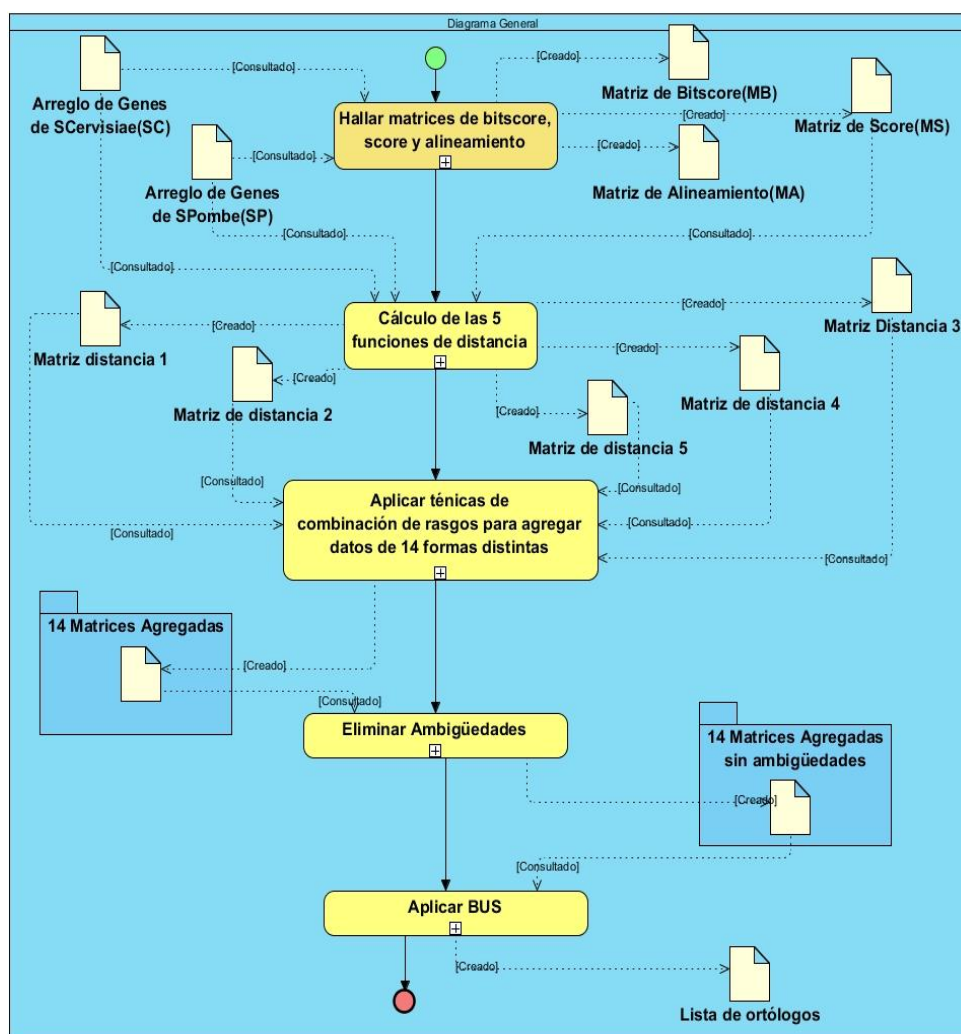 Diagrama General
[Consultado]
[Creado]
Arreglo de Genes
de SCervisiae(SC)
Hallar matrices de bitscore,
score y alineamiento
Matriz de Bitscore(MB)
[Creado]
Matriz de Score(MS)
[Consultado]
[Creado]
Arreglo de Genes
de SPombe(SP)
Matriz de Alineamiento(MA)
[Consultado]
[Consultado]
[Consultado]
Cálculo de las 5
funciones de distancia
[Creado]
Matriz Distancia 3
[Creado]
Matriz distancia 1
[Creado]
[Creado]
Matriz de distancia 2
[Creado]
Matriz de distancia 4
Matriz de distancia 5
[Consultado]
[Consultado]
[Consultado]
Aplicar ténicas de
combinación de rasgos para agregar
datos de 14 formas distintas
[Consultado]
[Consultado]
14 Matrices Agregadas
[Creado]
[Consultado]
Eliminar Ambigüedades
14 Matrices Agregadas
sin ambigüedades
[Creado]
[Consultado]
Aplicar BUS
[Creado]
Lista de ortólogos